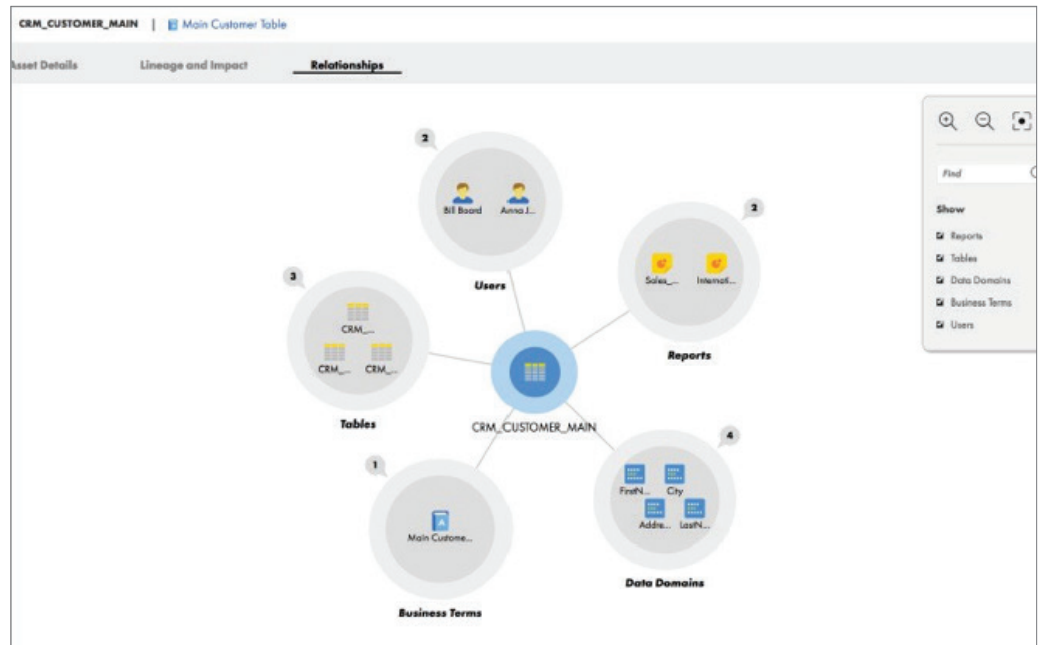 CRM_CUSTOMER_MAIN | Main Customer Table
Asset Details Lineage and Impact Relationships
2
Bill Board Anna J...
Users
2
Sales_... Internati...
Reports
3
CRM_...
CRM_... CRM_...
Tables
CRM_CUSTOMER_MAIN
4
FirstN... City
Addre... LastN...
Data Domains
1
A
Main Custome...
Business Terms
Find
Show
Reports
Tables
Data Domains
Business Terms
Users